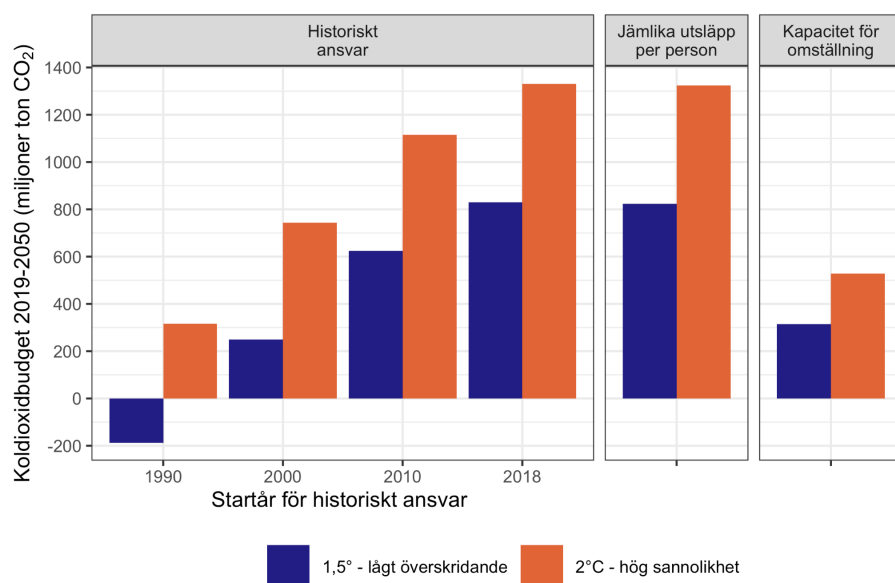 Historiskt
ansvar
Jämlika utsläpp
per person
Kapacitet för
omställning
Koldioxidbudget 2019-2050 (miljoner ton CO₂)
1400
1200
1000
800
600
400
200
0
-200
1990 2000 2010 2018
Startår för historiskt ansvar
1,5° - lågt överskridande 2°C - hög sannolikhet